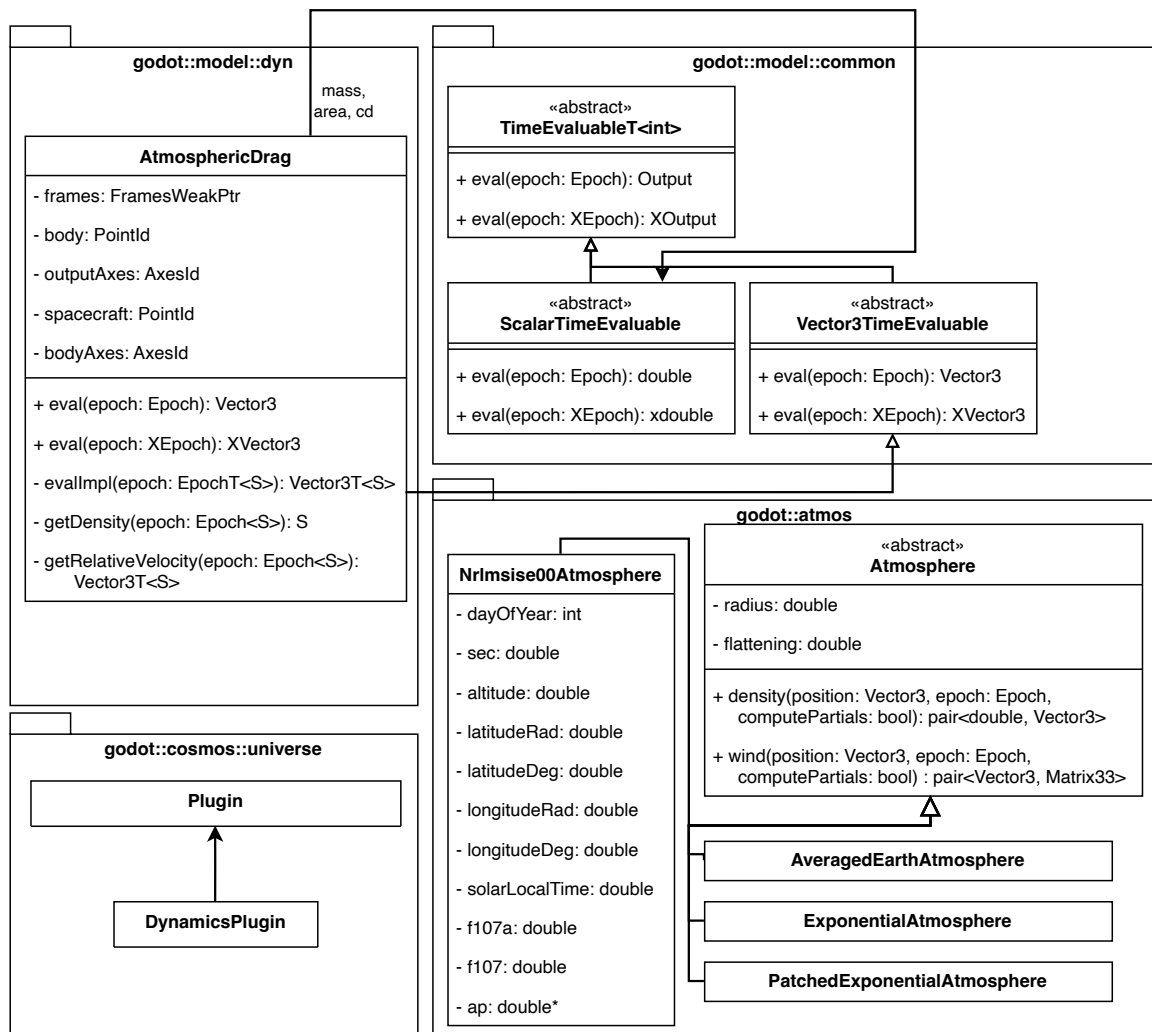 godot::model::dyn
mass,
area, cd
AtmosphericDrag
- frames: FramesWeakPtr
- body: PointId
- outputAxes: AxesId
- spacecraft: PointId
- bodyAxes: AxesId
+ eval(epoch: Epoch): Vector3
+ eval(epoch: XEpoch): XVector3
- evalImpl(epoch: EpochT<S>): Vector3T<S>
- getDensity(epoch: Epoch<S>): S
- getRelativeVelocity(epoch: Epoch<S>):
Vector3T<S>
godot::model::common
«abstract»
TimeEvaluableT<int>
+ eval(epoch: Epoch): Output
+ eval(epoch: XEpoch): XOutput
«abstract»
ScalarTimeEvaluable
+ eval(epoch: Epoch): double
+ eval(epoch: XEpoch): xdouble
«abstract»
Vector3TimeEvaluable
+ eval(epoch: Epoch): Vector3
+ eval(epoch: XEpoch): XVector3
godot::cosmos::universe
Plugin
DynamicsPlugin
godot::atmos
Nrlmsise00Atmosphere
- dayOfYear: int
- sec: double
- altitude: double
- latitudeRad: double
- latitudeDeg: double
- longitudeRad: double
- longitudeDeg: double
- solarLocalTime: double
- f107a: double
- f107: double
- ap: double*
«abstract»
Atmosphere
- radius: double
- flattening: double
+ density(position: Vector3, epoch: Epoch,
computePartials: bool): pair<double, Vector3>
+ wind(position: Vector3, epoch: Epoch,
computePartials: bool) : pair<Vector3, Matrix33>
AveragedEarthAtmosphere
ExponentialAtmosphere
PatchedExponentialAtmosphere